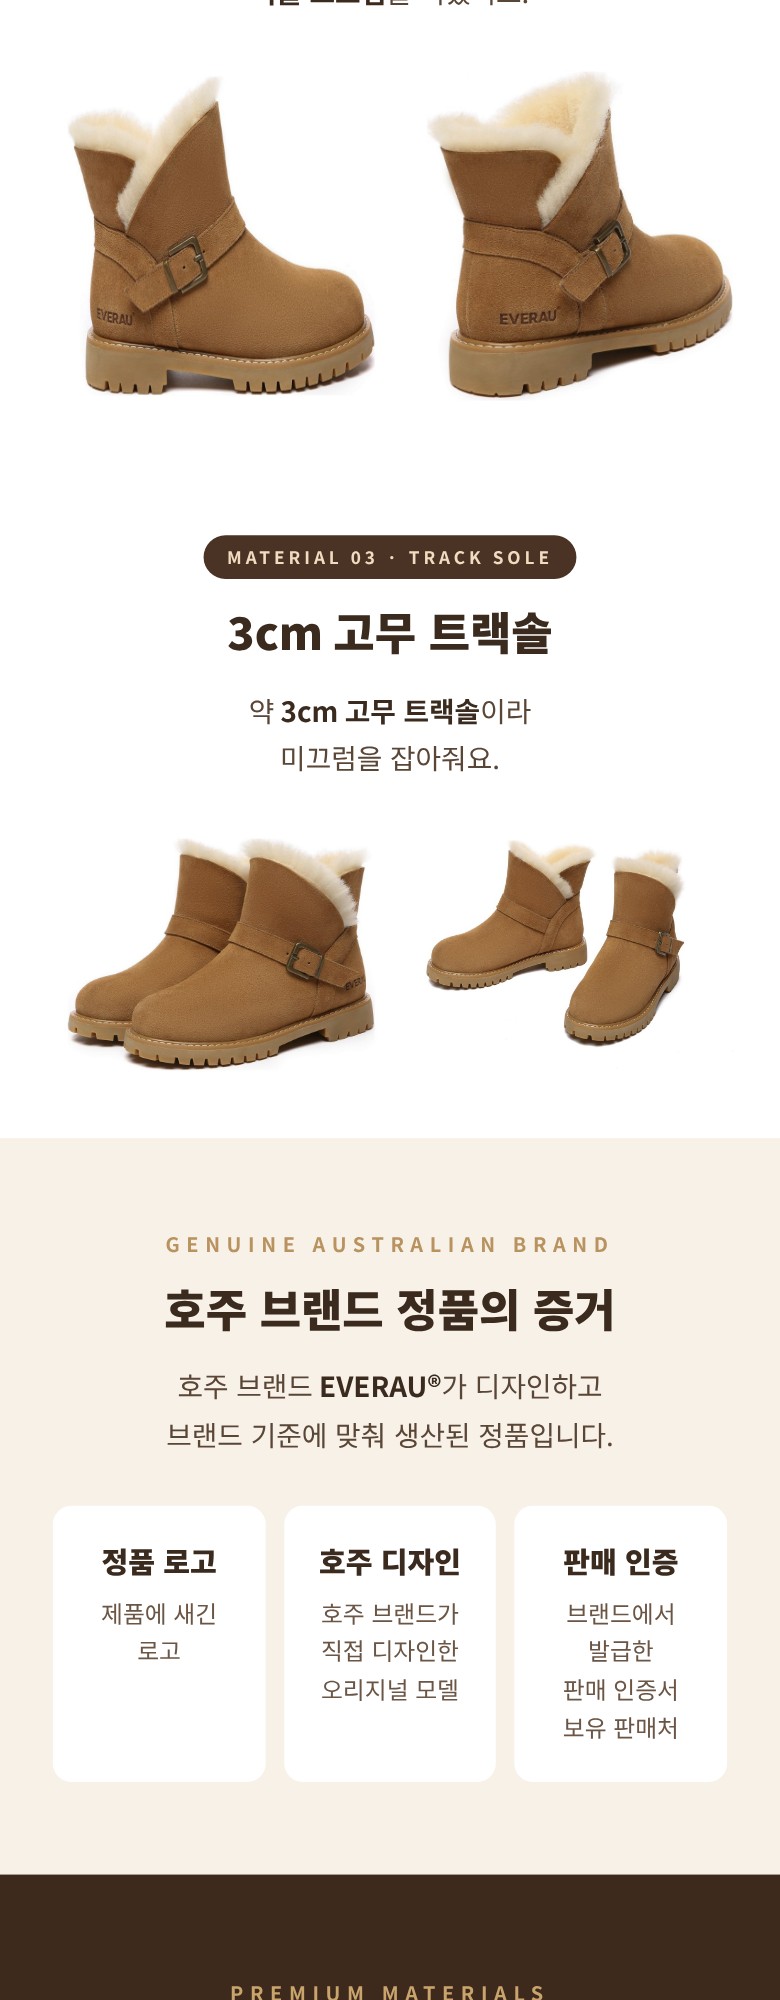 EVERAU
EVERAU
MATERIAL 03 · TRACK SOLE
3cm 고무 트랙솔
약 3cm 고무 트랙솔이라
미끄럼을 잡아줘요.
GENUINE AUSTRALIAN BRAND
호주 브랜드 정품의 증거
호주 브랜드 EVERAU®가 디자인하고
브랜드 기준에 맞춰 생산된 정품입니다.
정품 로고
제품에 새긴
로고
호주 디자인
호주 브랜드가
직접 디자인한
오리지널 모델
판매 인증
브랜드에서
발급한
판매 인증서
보유 판매처
PREMIUM MATERIALS